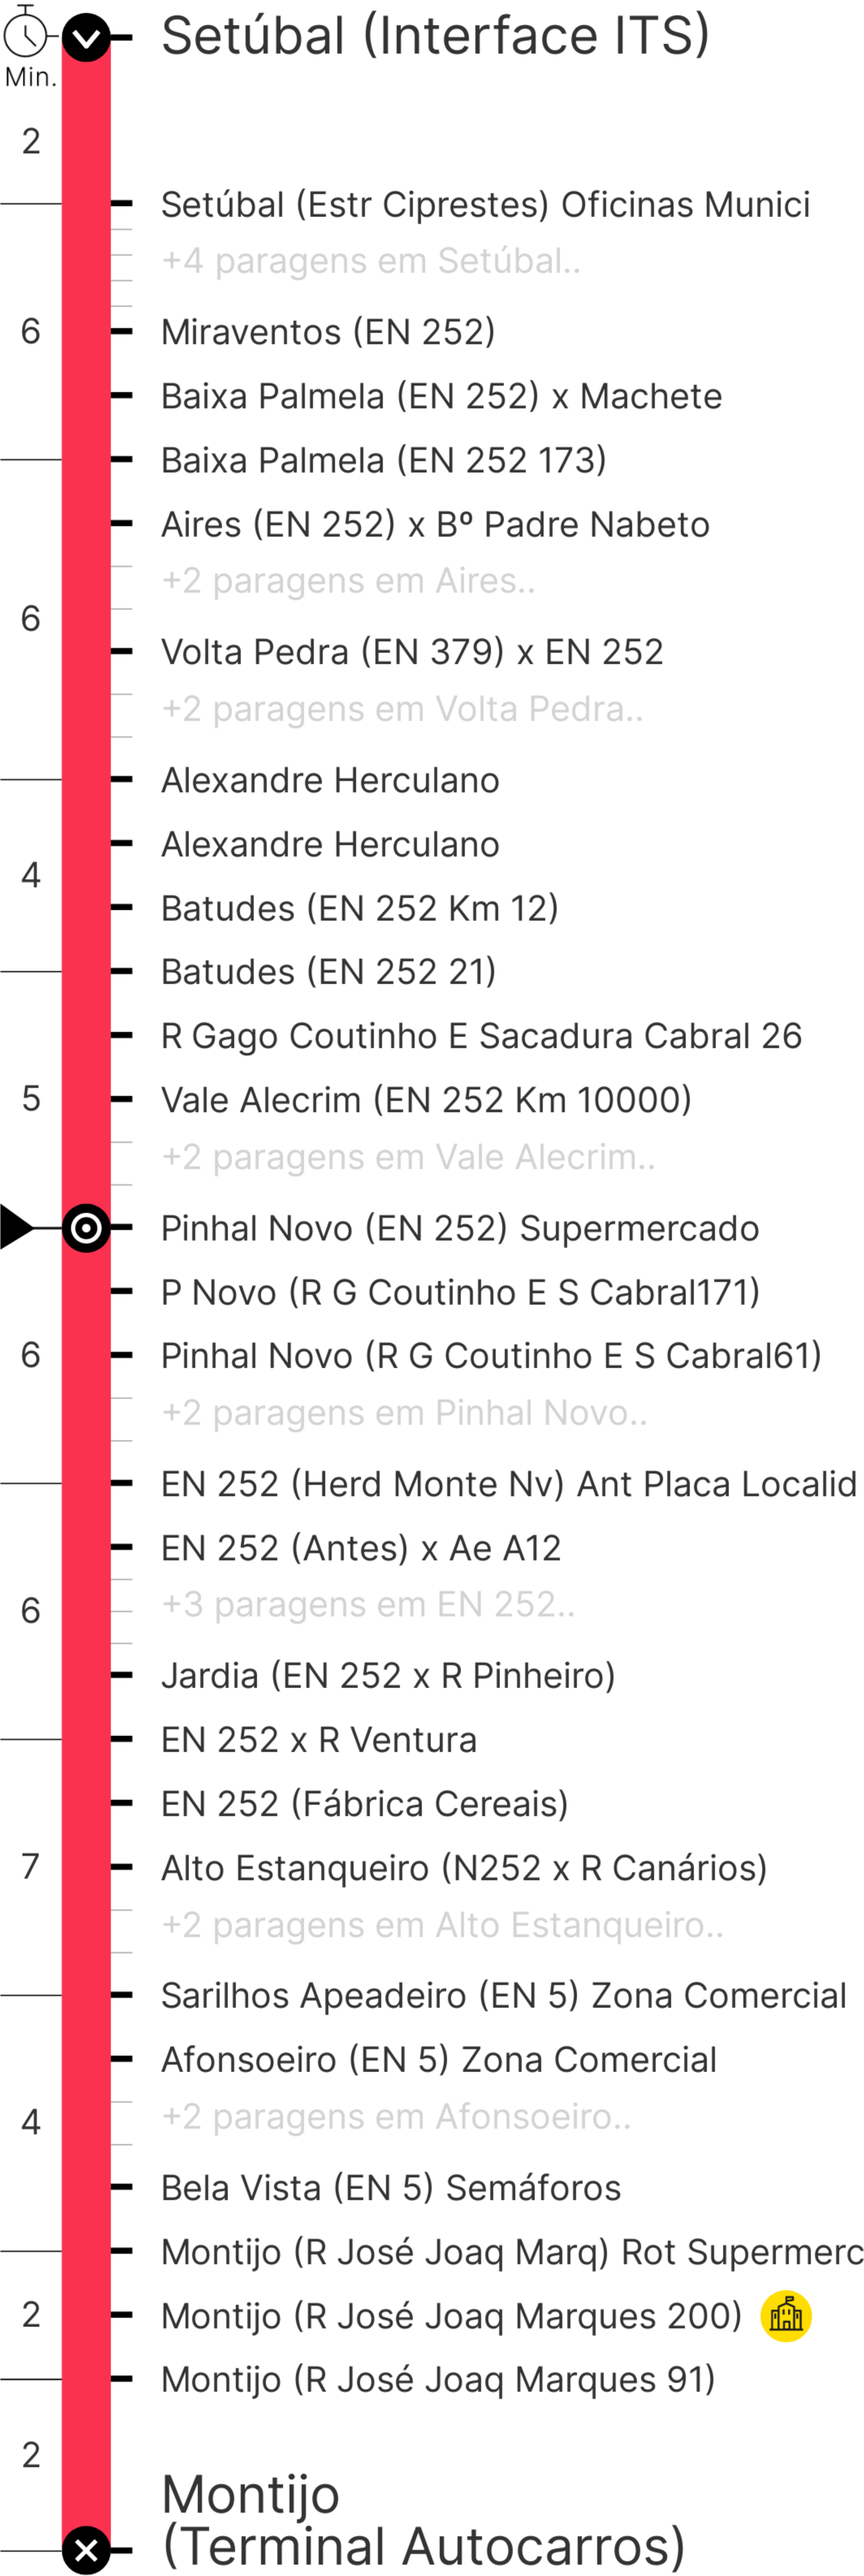 Setúbal (Interface ITS)
Min.
2
Setúbal (Estr Ciprestes) Oficinas Munici
+4 paragens em Setúbal..
6
Miraventos (EN 252)
Baixa Palmela (EN 252) x Machete
Baixa Palmela (EN 252 173)
Aires (EN 252) x Bº Padre Nabeto
+2 paragens em Aires..
6
Volta Pedra (EN 379) x EN 252
+2 paragens em Volta Pedra..
Alexandre Herculano
Alexandre Herculano
4
Batudes (EN 252 Km 12)
Batudes (EN 252 21)
R Gago Coutinho E Sacadura Cabral 26
5
Vale Alecrim (EN 252 Km 10000)
+2 paragens em Vale Alecrim..
Pinhal Novo (EN 252) Supermercado
P Novo (R G Coutinho E S Cabral171)
6
Pinhal Novo (R G Coutinho E S Cabral61)
+2 paragens em Pinhal Novo..
EN 252 (Herd Monte Nv) Ant Placa Localid
EN 252 (Antes) x Ae A12
6
+3 paragens em EN 252..
Jardia (EN 252 x R Pinheiro)
EN 252 x R Ventura
EN 252 (Fábrica Cereais)
7
Alto Estanqueiro (N252 x R Canários)
+2 paragens em Alto Estanqueiro..
Sarilhos Apeadeiro (EN 5) Zona Comercial
Afonsoeiro (EN 5) Zona Comercial
4
+2 paragens em Afonsoeiro..
Bela Vista (EN 5) Semáforos
Montijo (R José Joaq Marq) Rot Supermerc
2
Montijo (R José Joaq Marques 200)
Montijo (R José Joaq Marques 91)
2
Montijo
(Terminal Autocarros)